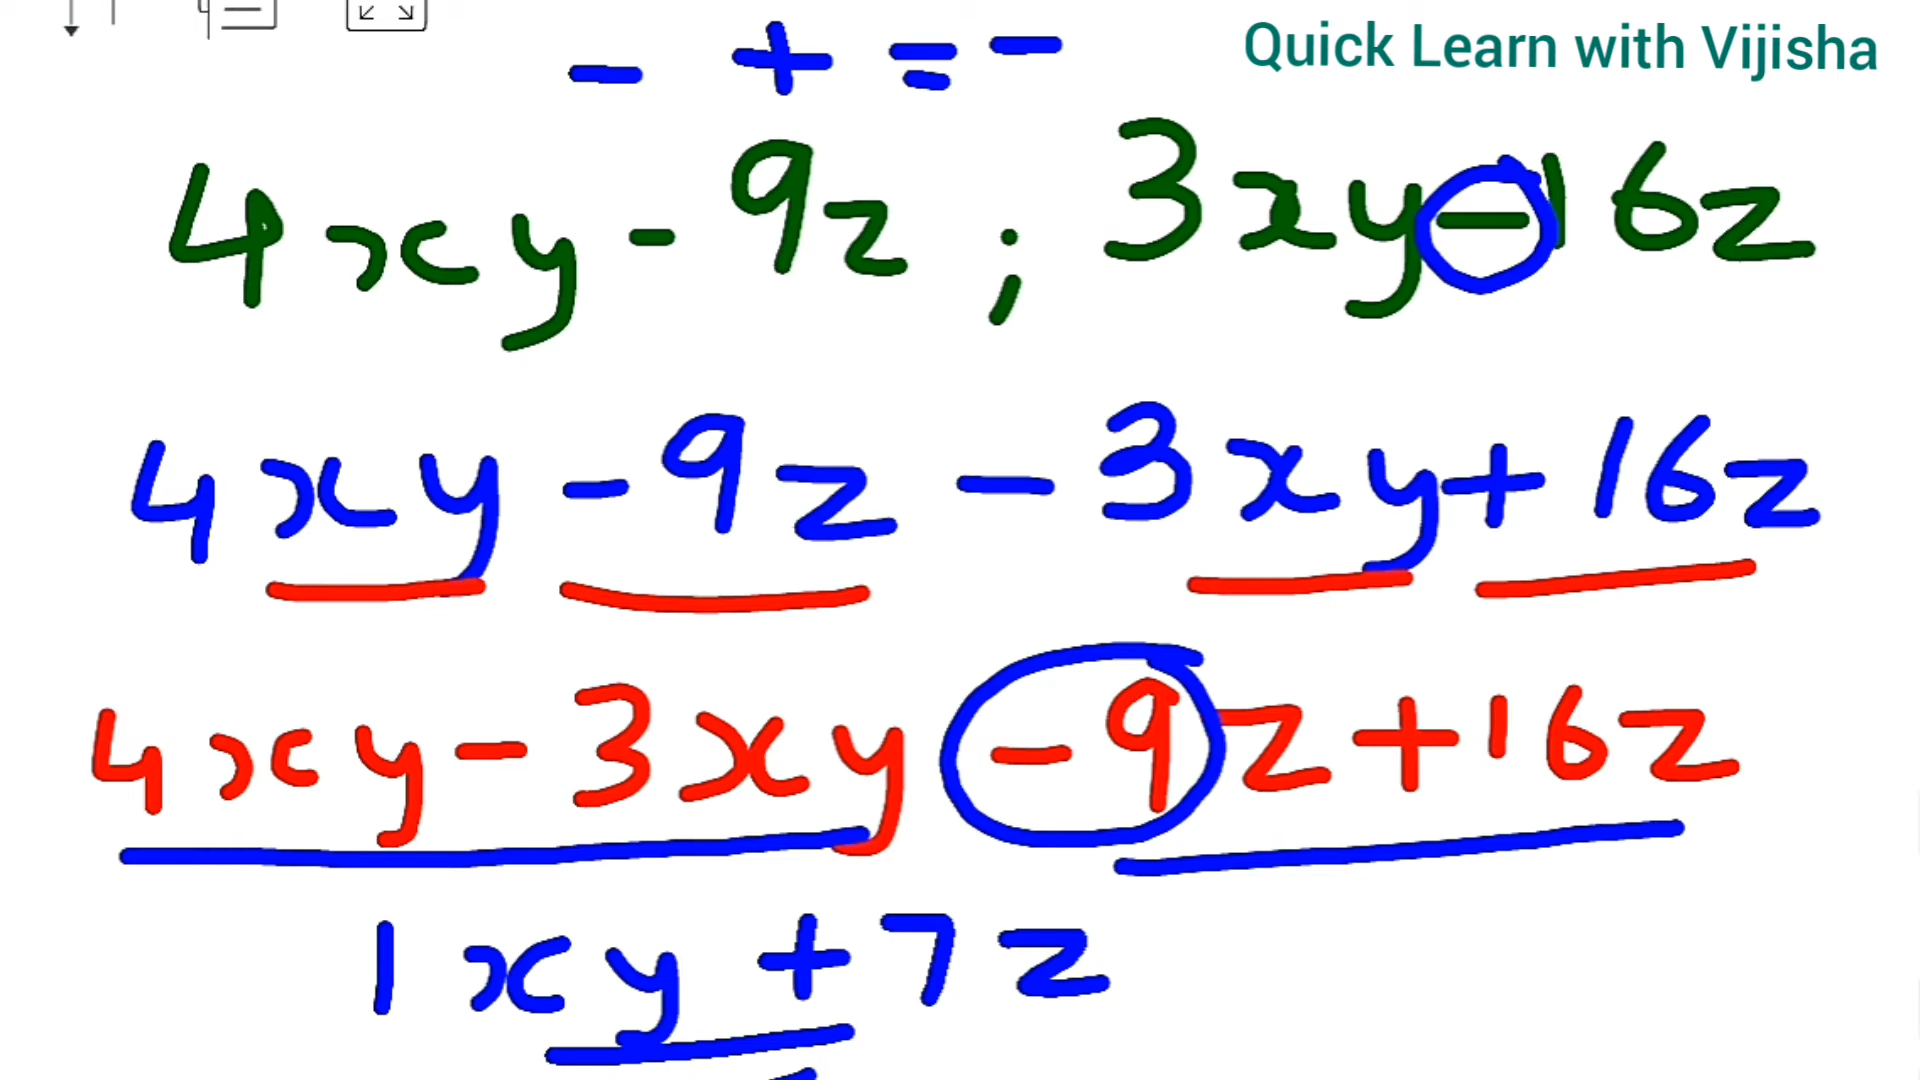 Quick Learn with Vijisha
- + = -
4xy - 9z ; 3xy - 16z
4xy - 9z - 3xy + 16z
4xy - 3xy - 9z + 16z
1xy + 7z